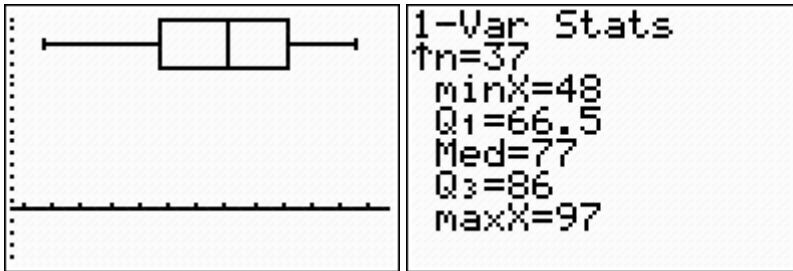 1-Var Stats
↑n=37
minX=48
Q₁=66.5
Med=77
Q₃=86
maxX=97